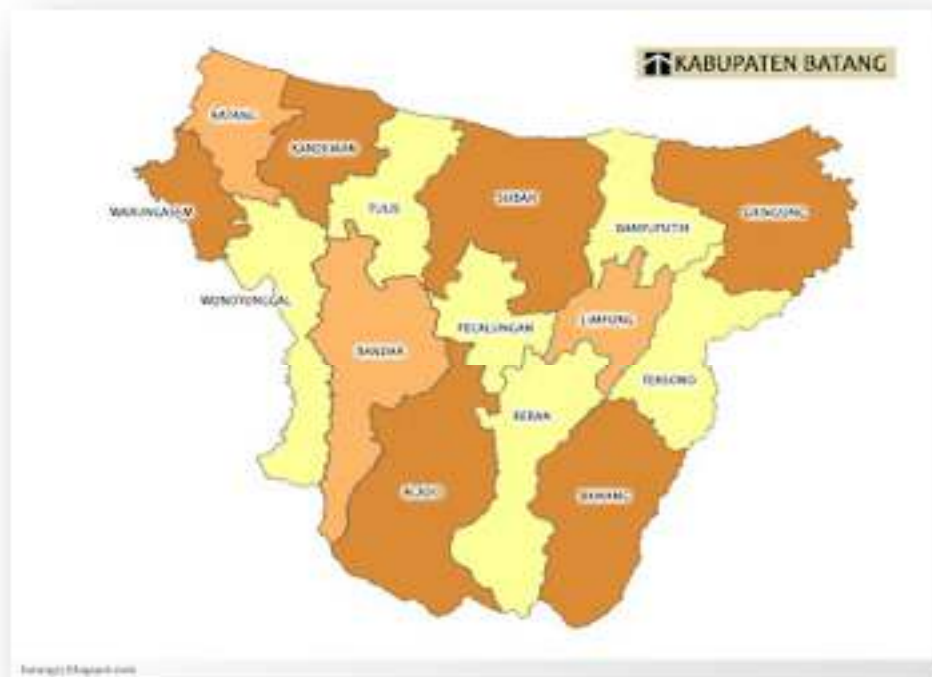 KABUPATEN BATANG
BATANG
KANDEMAN
WARUNGASEM
TULIS
SUBAH
BANYUPUTIH
GRINGSING
WONOTUNGGAL
BANDAR
PECALUNGAN
LIMPUNG
TERSONO
REBAN
BLADO
BAWANG